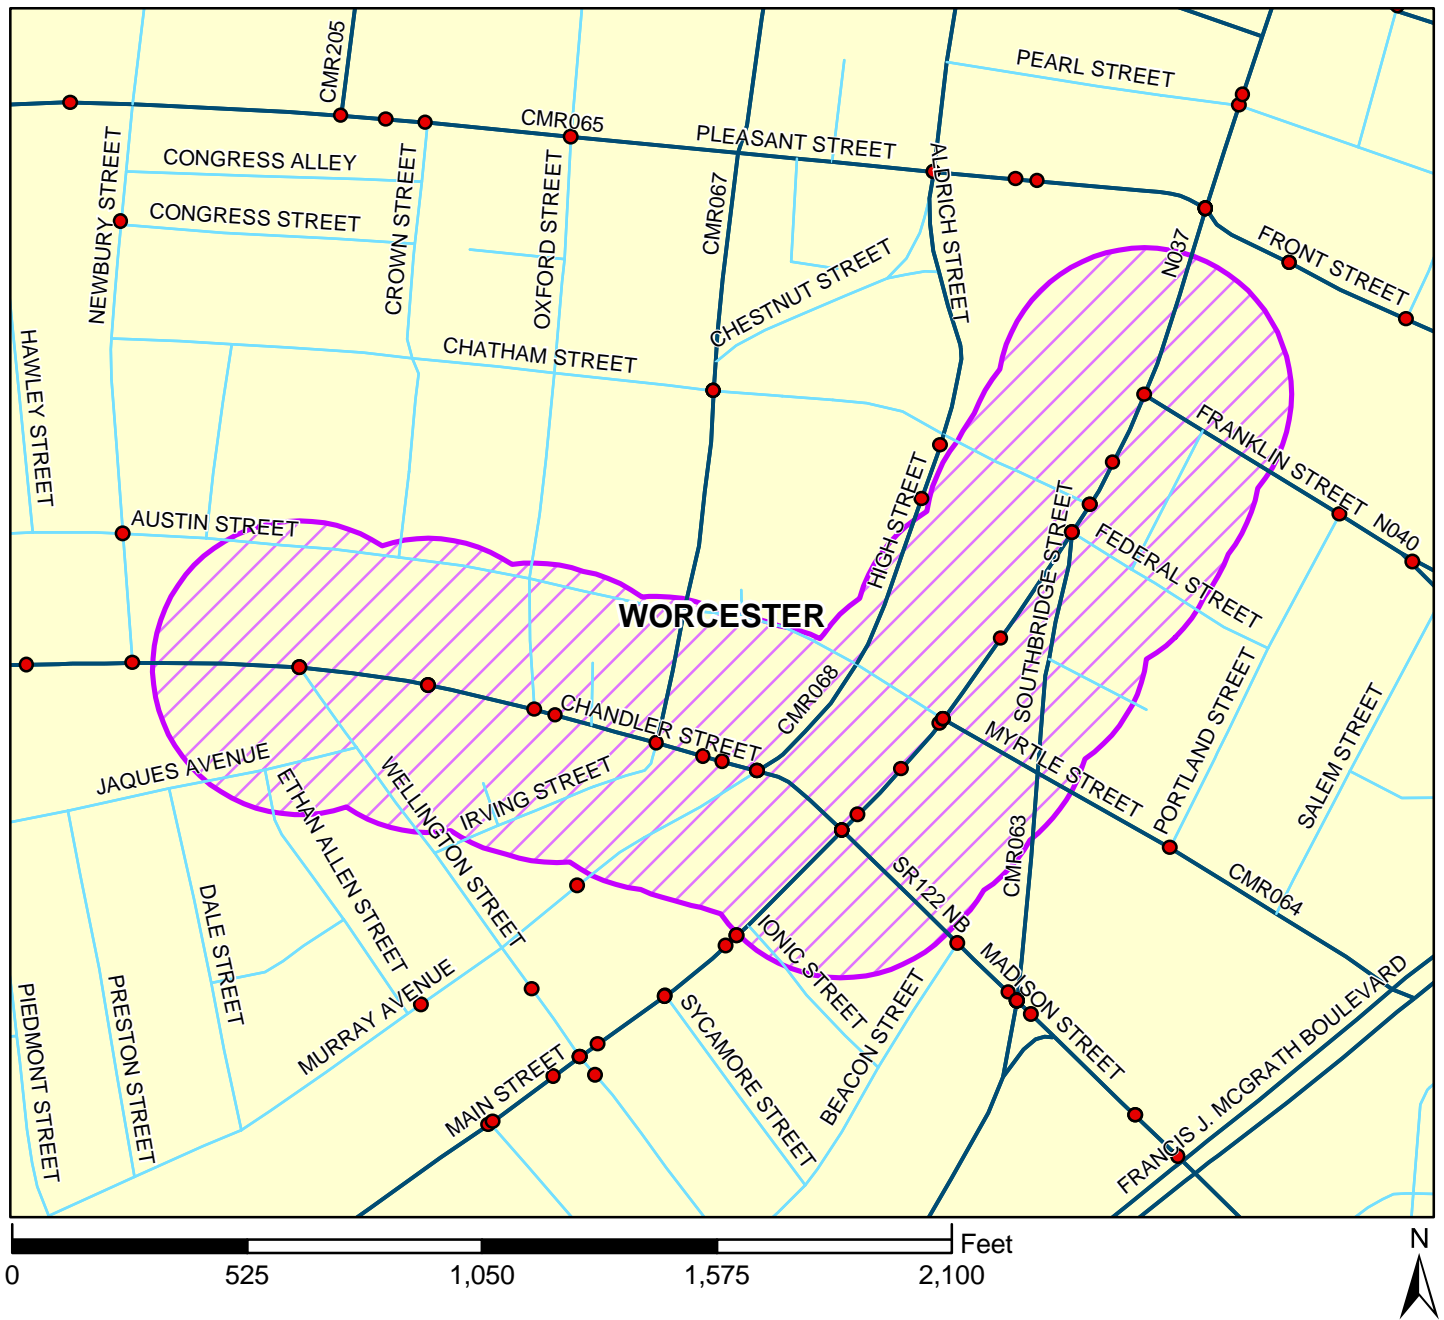 CMR205
PEARL STREET
CMR065
PLEASANT STREET
CONGRESS ALLEY
NEWBURY STREET
CROWN STREET
OXFORD STREET
CMR067
ALDRICH STREET
CONGRESS STREET
N037
FRONT STREET
CHESTNUT STREET
CHATHAM STREET
HAWLEY STREET
FRANKLIN STREET
N040
AUSTIN STREET
HIGH STREET
SOUTHBRIDGE STREET
FEDERAL STREET
WORCESTER
CMR068
CHANDLER STREET
MYRTLE STREET
PORTLAND STREET
SALEM STREET
JAQUES AVENUE
ETHAN ALLEN STREET
WELLINGTON STREET
IRVING STREET
CMR063
SR122 NB
CMR064
DALE STREET
IONIC STREET
MADISON STREET
PIEDMONT STREET
PRESTON STREET
MURRAY AVENUE
SYCAMORE STREET
BEACON STREET
FRANCIS J. MCGRATH BOULEVARD
MAIN STREET
Feet
N
0
525
1,050
1,575
2,100